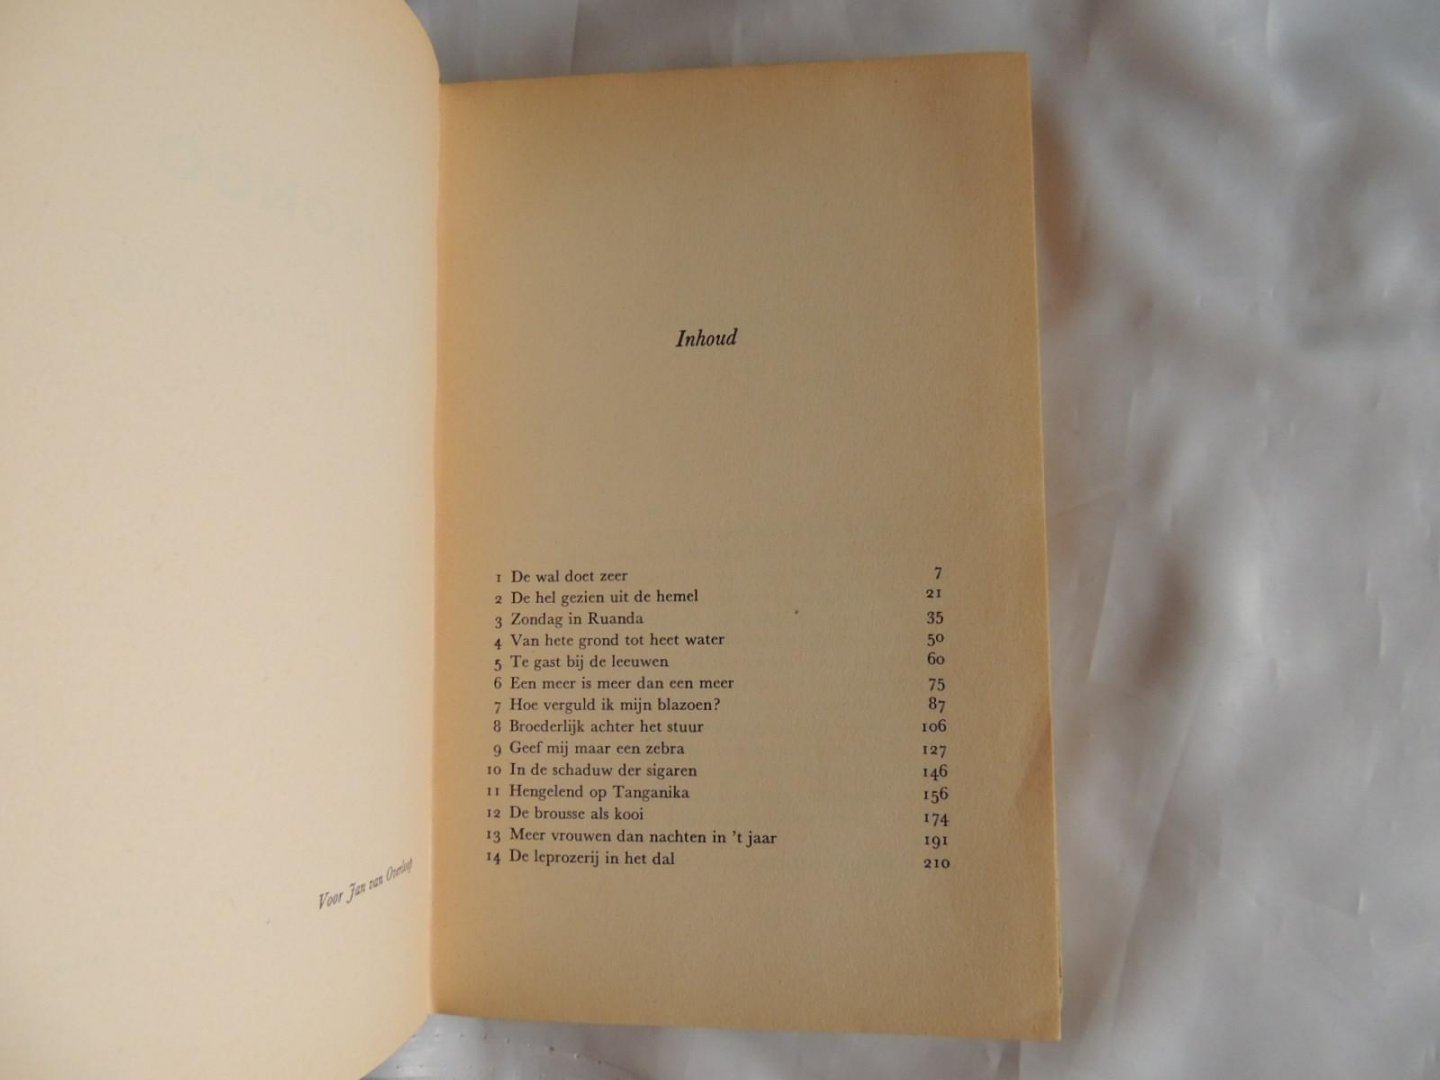 Voor Jan van Overloop
Inhoud
1 De wal doet zeer 7
2 De hel gezien uit de hemel 21
3 Zondag in Ruanda 35
4 Van hete grond tot heet water 50
5 Te gast bij de leeuwen 60
6 Een meer is meer dan een meer 75
7 Hoe verguld ik mijn blazoen? 87
8 Broederlijk achter het stuur 106
9 Geef mij maar een zebra 127
10 In de schaduw der sigaren 146
11 Hengelend op Tanganika 156
12 De brousse als kooi 174
13 Meer vrouwen dan nachten in 't jaar 191
14 De leprozerij in het dal 210